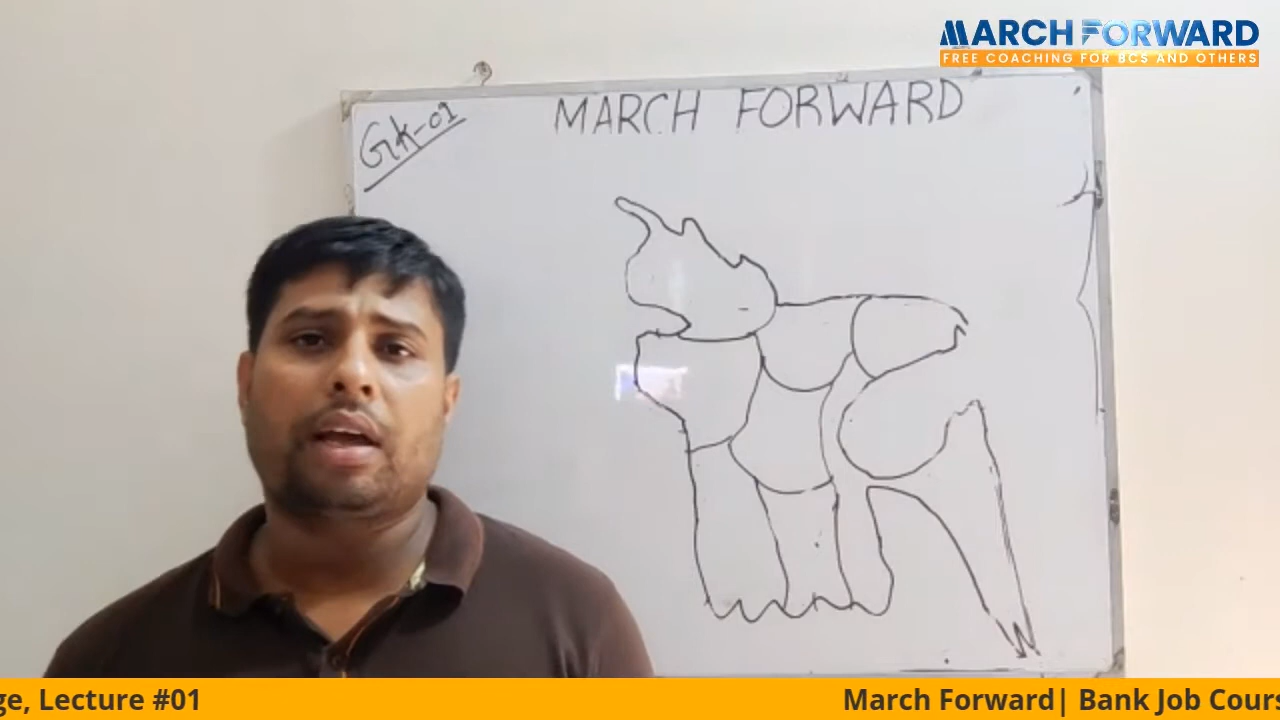 MARCH FORWARD
FREE COACHING FOR BCS AND OTHERS
MARCH FORWARD
GK-01
ge, Lecture #01
March Forward| Bank Job Cours